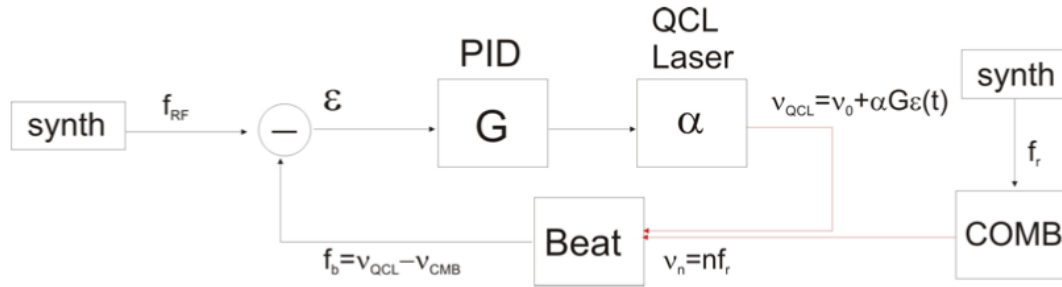 QCL
Laser
PID
synth
f_RF
−
ε
G
α
ν_QCL=ν_0+αGε(t)
synth
f_r
COMB
Beat
f_b=ν_QCL−ν_CMB
ν_n=nf_r